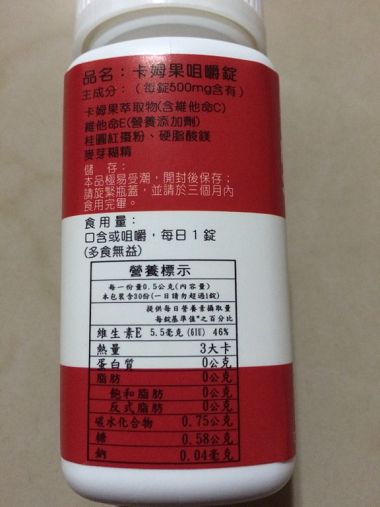 品名：卡姆果咀嚼錠
主成分：（每錠500mg含有）
卡姆果萃取物(含維他命C)
維他命E(營養添加劑)
桂圓紅棗粉、硬脂酸鎂
麥芽糊精
儲 存：
本品極易受潮，開封後保存；
請旋緊瓶蓋，並請於三個月內
食用完畢。
食用量：
口含或咀嚼，每日1錠
(多食無益)
營養標示
每一份量0.5公克(內容量)
本包裝含30份(一日請勿超過1錠)
提供每日營養素攝取量
每錠基準值*之百分比
維生素E 5.5毫克(6IU) 46%
熱量 3大卡
蛋白質 0公克
脂肪 0公克
飽和脂肪 0公克
反式脂肪 0公克
碳水化合物 0.75公克
糖 0.58公克
鈉 0.04毫克